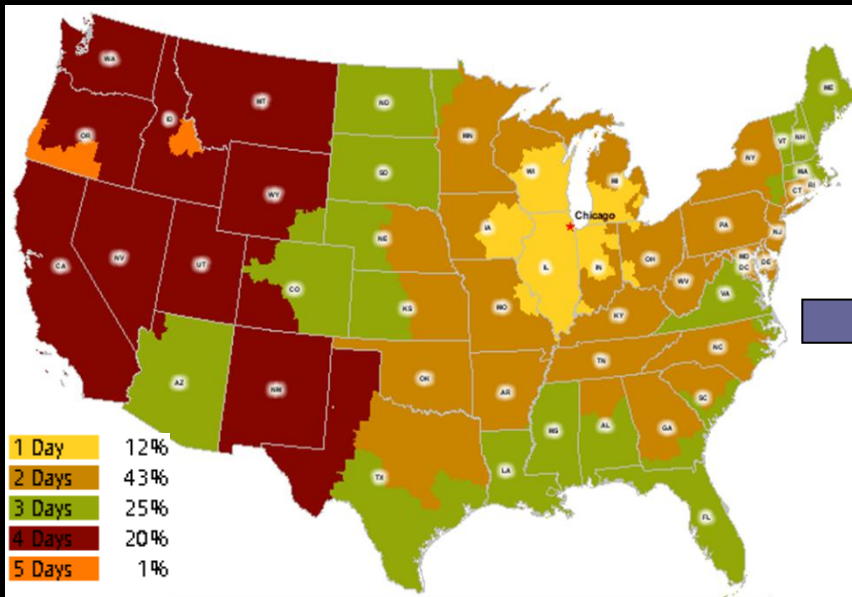 WA
MT
ND
ME
OR
ID
MN
VT
NH
SD
WI
NY
MA
WY
MI
CT
RI
Chicago
IA
PA
NJ
NE
OH
MD
DE
NV
UT
IL
IN
DC
CA
CO
WV
VA
KS
MO
KY
NC
TN
OK
AZ
NM
AR
SC
MS
AL
GA
LA
TX
FL
1 Day 12%
2 Days 43%
3 Days 25%
4 Days 20%
5 Days 1%